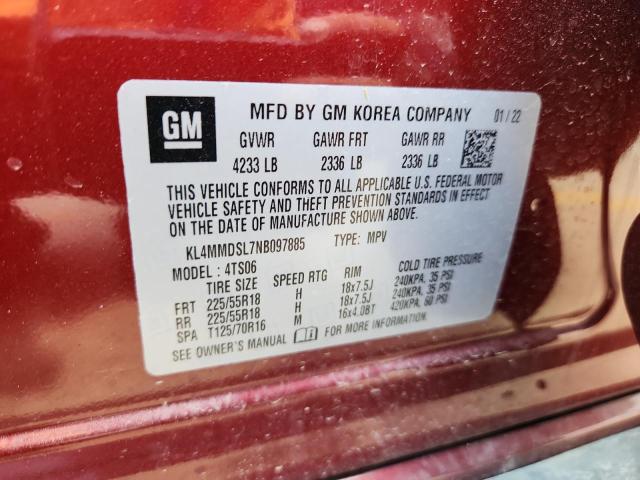 GM
MFD BY GM KOREA COMPANY 01/22
GVWR GAWR FRT GAWR RR
4233 LB 2336 LB 2336 LB
THIS VEHICLE CONFORMS TO ALL APPLICABLE U.S. FEDERAL MOTOR
VEHICLE SAFETY AND THEFT PREVENTION STANDARDS IN EFFECT
ON THE DATE OF MANUFACTURE SHOWN ABOVE.
KL4MMDSL7NB097885 TYPE: MPV
MODEL: 4TS06
TIRE SIZE SPEED RTG RIM COLD TIRE PRESSURE
FRT 225/55R18 H 18x7.5J 240KPA, 35 PSI
RR 225/55R18 H 18x7.5J 240KPA, 35 PSI
SPA T125/70R16 M 16x4.0BT 420KPA, 60 PSI
SEE OWNER'S MANUAL FOR MORE INFORMATION.